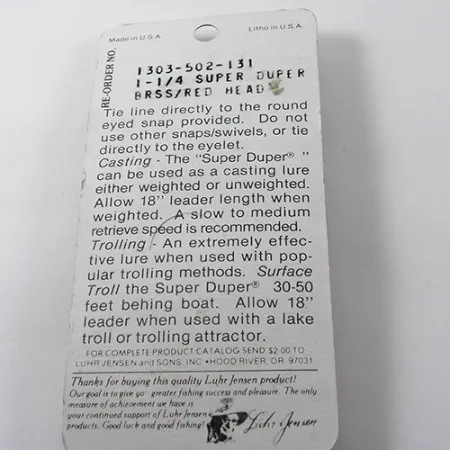 Made in U.S.A. Litho in U.S.A.
RE-ORDER NO.
1303-502-131
1-1/4 SUPER DUPER
BRSS/RED HEAD
Tie line directly to the round
eyed snap provided. Do not
use other snaps/swivels, or tie
directly to the eyelet.
Casting - The "Super Duper® "
can be used as a casting lure
either weighted or unweighted.
Allow 18" leader length when
weighted. A slow to medium
retrieve speed is recommended.
Trolling - An extremely effec-
tive lure when used with pop-
ular trolling methods. Surface
Troll the Super Duper® 30-50
feet behing boat. Allow 18"
leader when used with a lake
troll or trolling attractor.
FOR COMPLETE PRODUCT CATALOG SEND $2.00 TO
LUHR JENSEN and SONS, INC • HOOD RIVER, OR 97031
Thanks for buying this quality Luhr Jensen product!
Our goal is to give you greater fishing success and pleasure. The only
measure of achievement we have is
your continued support of Luhr Jensen
products. Good luck and good fishing!
Luhr Jensen